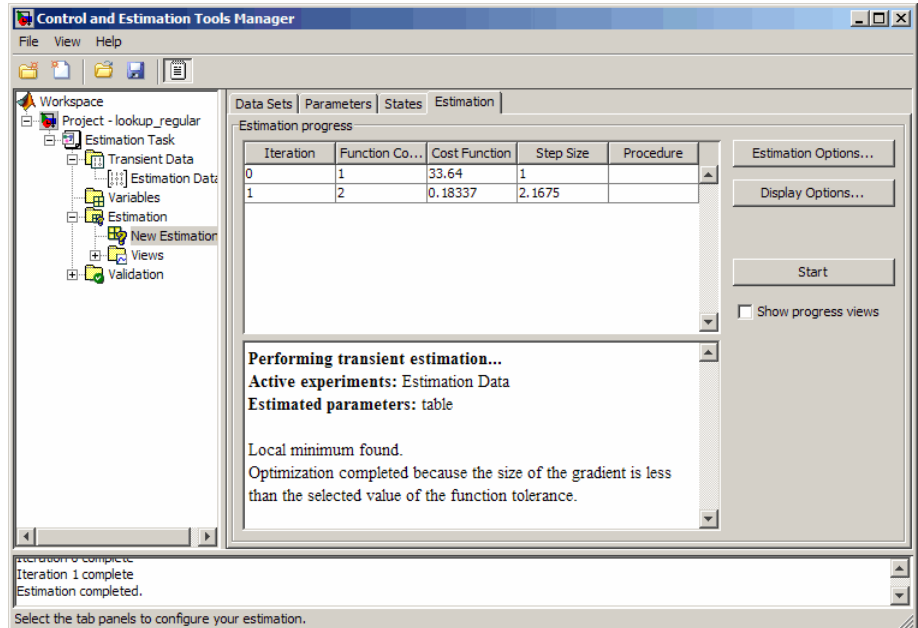 Control and Estimation Tools Manager
File View Help
Workspace
Project - lookup_regular
Estimation Task
Transient Data
Estimation Data
Variables
Estimation
New Estimation
Views
Validation
Data Sets Parameters States Estimation
Estimation progress
Iteration Function Co... Cost Function Step Size Procedure
0 1 33.64 1
1 2 0.18337 2.1675
Estimation Options...
Display Options...
Start
Show progress views
Performing transient estimation...
Active experiments: Estimation Data
Estimated parameters: table
Local minimum found.
Optimization completed because the size of the gradient is less
than the selected value of the function tolerance.
Iteration 0 complete
Iteration 1 complete
Estimation completed.
Select the tab panels to configure your estimation.